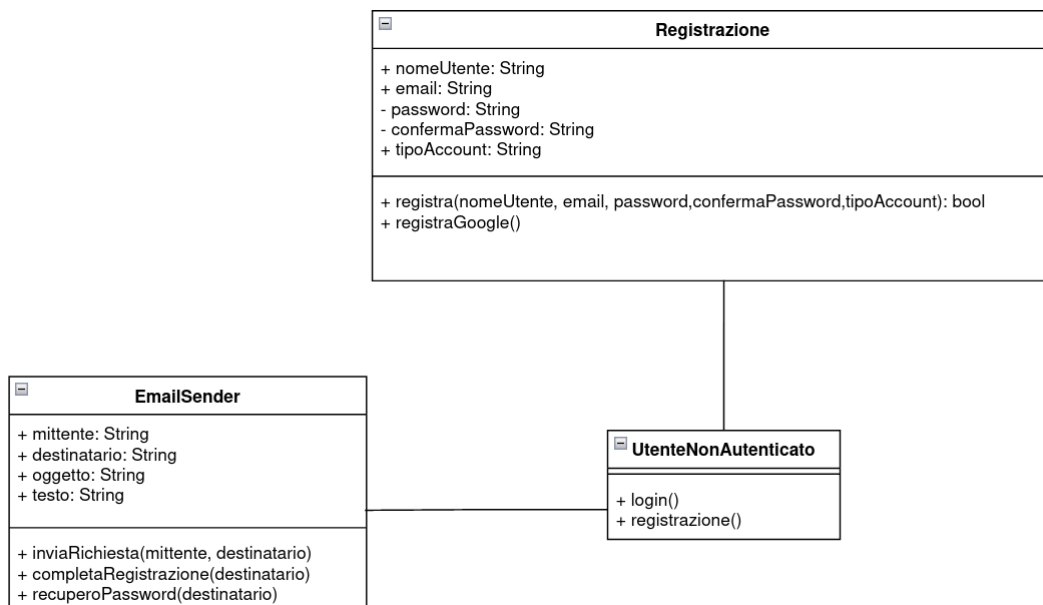 Registrazione
+ nomeUtente: String
+ email: String
- password: String
- confermaPassword: String
+ tipoAccount: String
+ registra(nomeUtente, email, password,confermaPassword,tipoAccount): bool
+ registraGoogle()
EmailSender
+ mittente: String
+ destinatario: String
+ oggetto: String
+ testo: String
+ inviaRichiesta(mittente, destinatario)
+ completaRegistrazione(destinatario)
+ recuperoPassword(destinatario)
UtenteNonAutenticato
+ login()
+ registrazione()